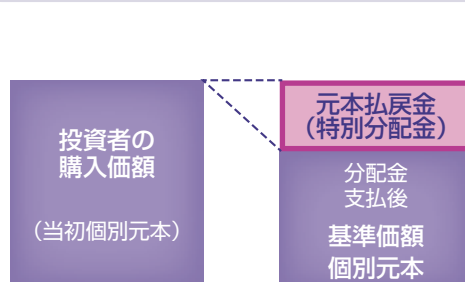 投資者の
購入価額
（当初個別元本）
元本払戻金
（特別分配金）
分配金
支払後
基準価額
個別元本